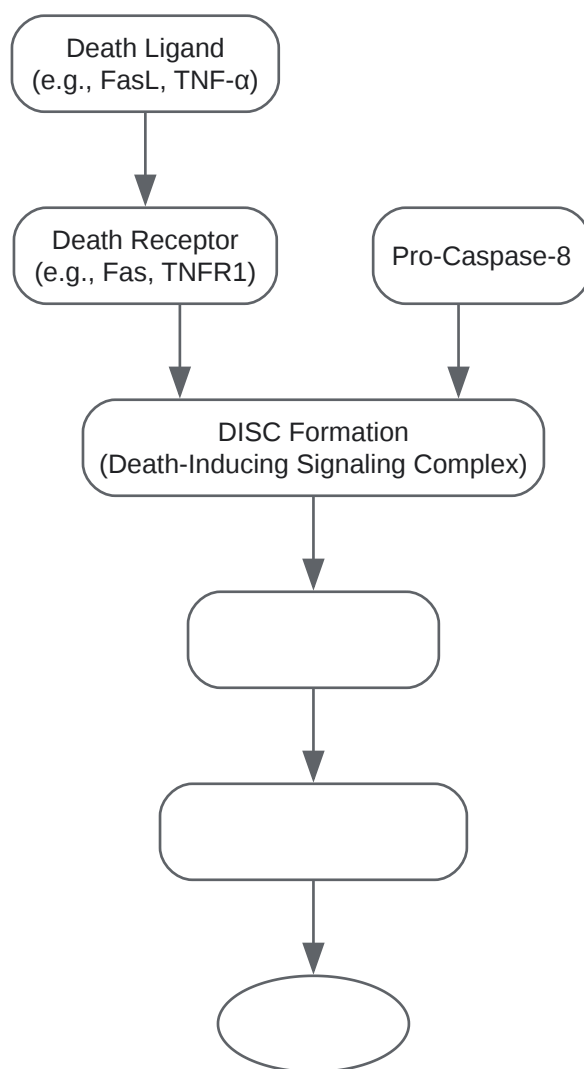 Death Ligand
(e.g., FasL, TNF-α)
Death Receptor
(e.g., Fas, TNFR1)
Pro-Caspase-8
DISC Formation
(Death-Inducing Signaling Complex)